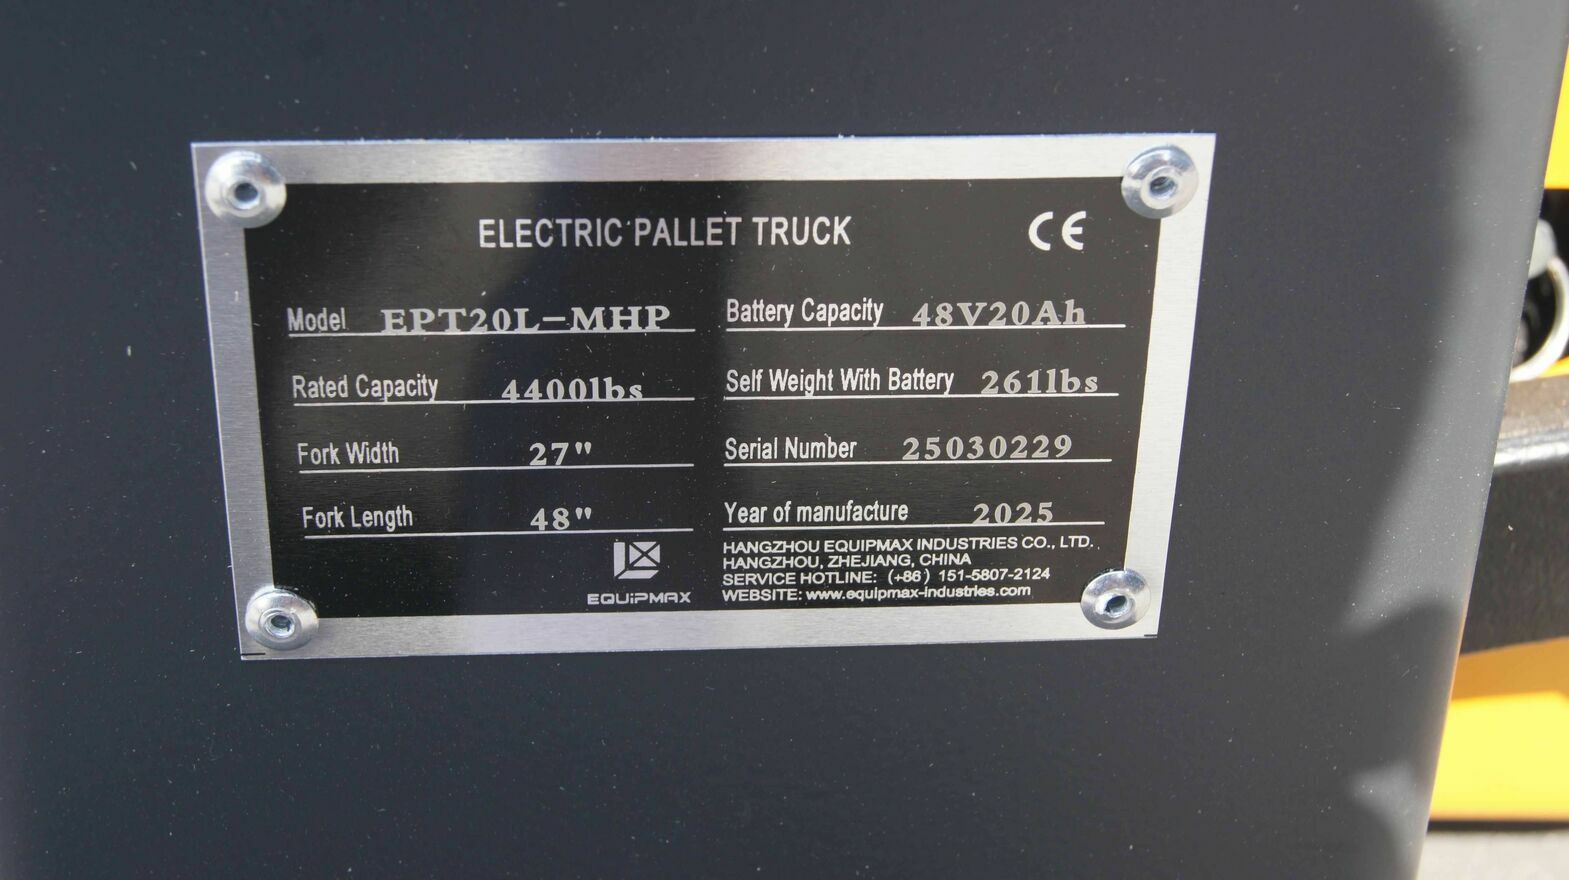 ELECTRIC PALLET TRUCK CE
Model EPT20L-MHP
Battery Capacity 48V20Ah
Rated Capacity 4400lbs
Self Weight With Battery 261lbs
Fork Width 27"
Serial Number 25030229
Fork Length 48"
Year of manufacture 2025
EQUIPMAX
HANGZHOU EQUIPMAX INDUSTRIES CO., LTD.
HANGZHOU, ZHEJIANG, CHINA
SERVICE HOTLINE: (+86) 151-5807-2124
WEBSITE: www.equipmax-industries.com